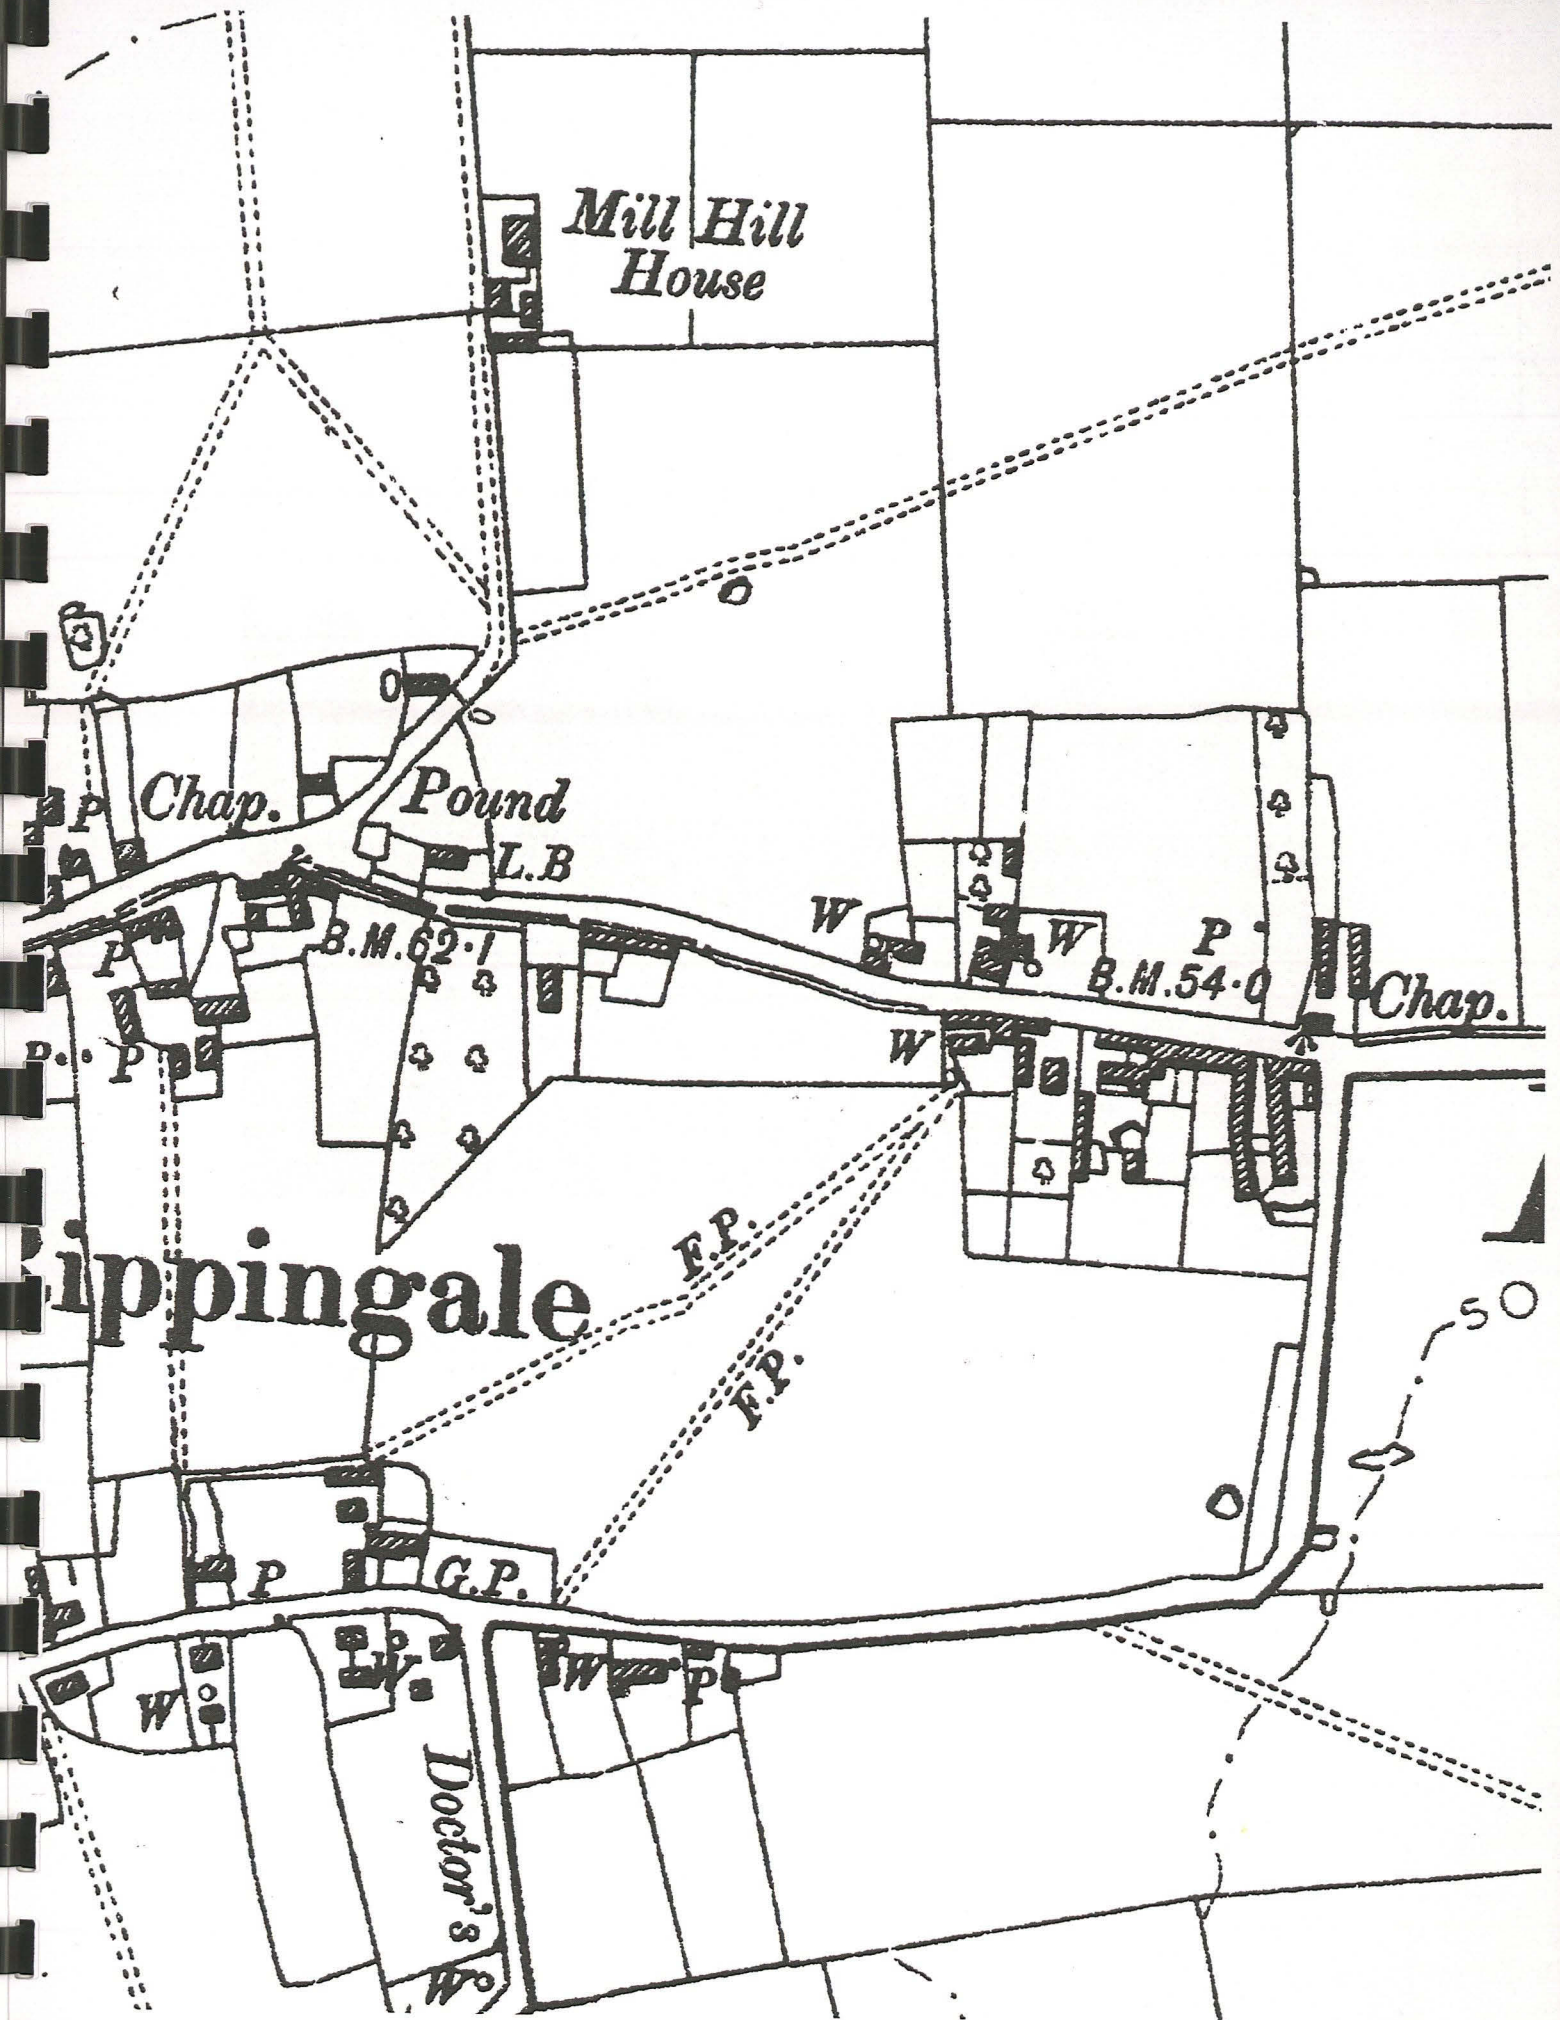 Mill Hill
House
Chap.
P
Pound
L.B
B.M.62·1
W
W
P
B.M.54·0
Chap.
P
P
P.
W
ippingale
F.P.
F.P.
50
P
G.P.
W
W
P
W
Doctor's
W